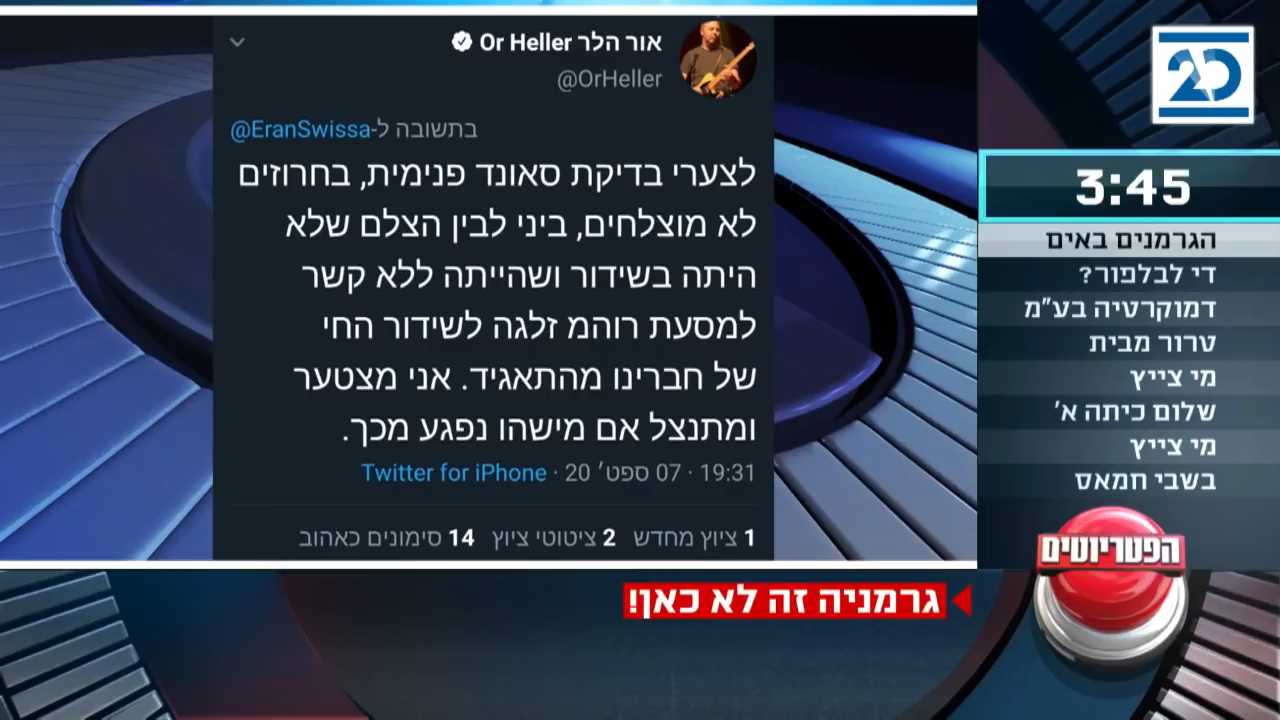 אור הלר Or Heller
@OrHeller
בתשובה ל-@EranSwissa
לצערי בדיקת סאונד פנימית, בחרוזים
לא מוצלחים, ביני לבין הצלם שלא
היתה בשידור ושהייתה ללא קשר
למסעת רוהמ זלגה לשידור החי
של חברינו מהתאגיד. אני מצטער
ומתנצל אם מישהו נפגע מכך.
19:31 · 07 ספט׳ 20 · Twitter for iPhone
1 ציוץ מחדש 2 ציטוטי ציוץ 14 סימונים כאהוב
20
3:45
הגרמנים באים
די לבלפור?
דמוקרטיה בע"מ
טרור מבית
מי צייץ
שלום כיתה א'
מי צייץ
בשבי חמאס
הפטריוטים
גרמניה זה לא כאן!